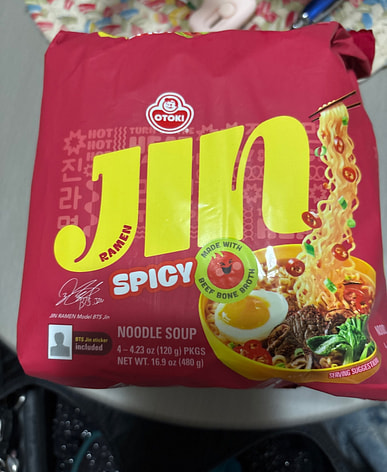 OTOKI
HOT
진
라
면
Jin
RAMEN
SPICY
MADE WITH
BEEF BONE BROTH
BTS Jin
JIN RAMEN Model BTS Jin
BTS Jin sticker
included
NOODLE SOUP
4–4.23 oz (120 g) PKGS
NET WT. 16.9 oz (480 g)
SERVING SUGGESTION